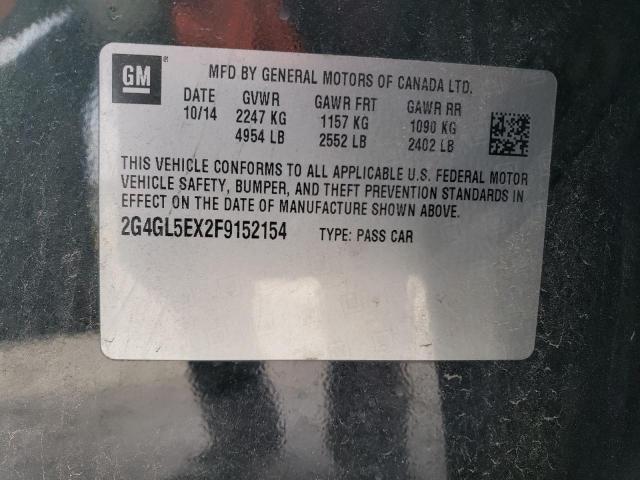 GM ®
MFD BY GENERAL MOTORS OF CANADA LTD.
DATE GVWR GAWR FRT GAWR RR
10/14 2247 KG 1157 KG 1090 KG
4954 LB 2552 LB 2402 LB
THIS VEHICLE CONFORMS TO ALL APPLICABLE U.S. FEDERAL MOTOR
VEHICLE SAFETY, BUMPER, AND THEFT PREVENTION STANDARDS IN
EFFECT ON THE DATE OF MANUFACTURE SHOWN ABOVE.
2G4GL5EX2F9152154 TYPE: PASS CAR